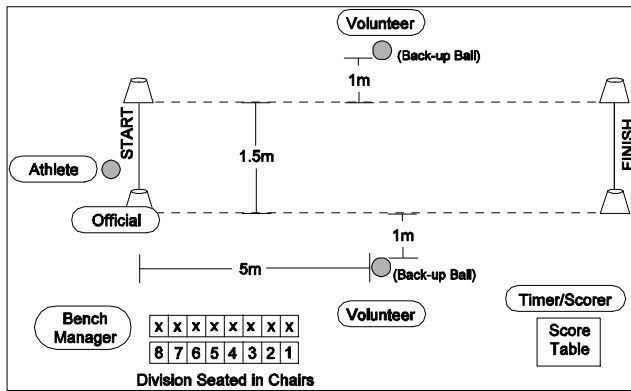 Volunteer
(Back-up Ball)
1m
START
FINISH
1.5m
Athlete
Official
1m
5m
(Back-up Ball)
Volunteer
Timer/Scorer
Bench
Manager
x x x x x x x x
8 7 6 5 4 3 2 1
Score
Table
Division Seated in Chairs